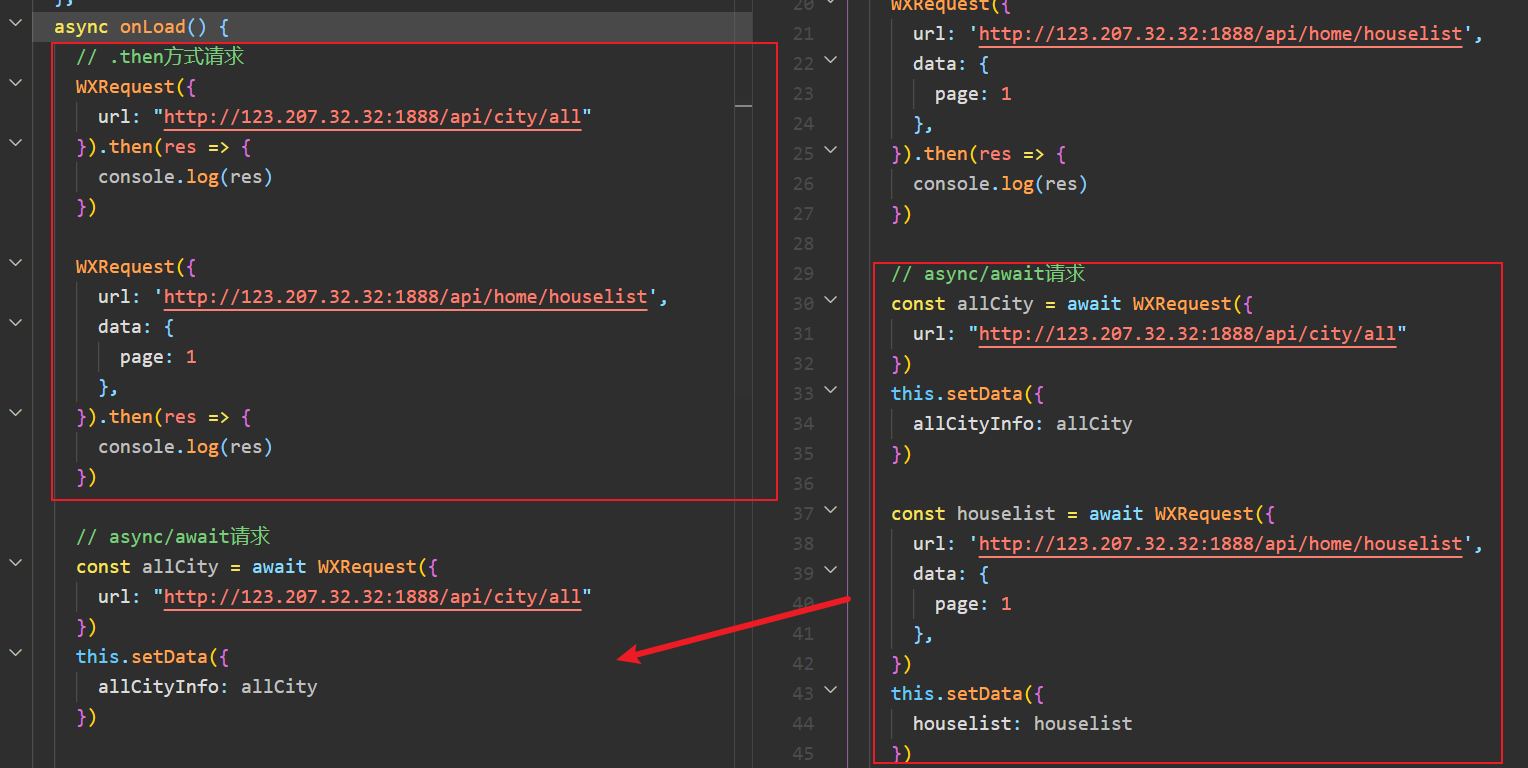 },
async onLoad() {
// .then方式请求
WXRequest({
url: "http://123.207.32.32:1888/api/city/all"
}).then(res => {
console.log(res)
})
WXRequest({
url: 'http://123.207.32.32:1888/api/home/houselist',
data: {
page: 1
},
}).then(res => {
console.log(res)
})
// async/await请求
const allCity = await WXRequest({
url: "http://123.207.32.32:1888/api/city/all"
})
this.setData({
allCityInfo: allCity
})
20 WXRequest({
21 url: 'http://123.207.32.32:1888/api/home/houselist',
22 data: {
23 page: 1
24 },
25 }).then(res => {
26 console.log(res)
27 })
28
29 // async/await请求
30 const allCity = await WXRequest({
31 url: "http://123.207.32.32:1888/api/city/all"
32 })
33 this.setData({
34 allCityInfo: allCity
35 })
36
37 const houselist = await WXRequest({
38 url: 'http://123.207.32.32:1888/api/home/houselist',
39 data: {
40 page: 1
41 },
42 })
43 this.setData({
44 houselist: houselist
45 })